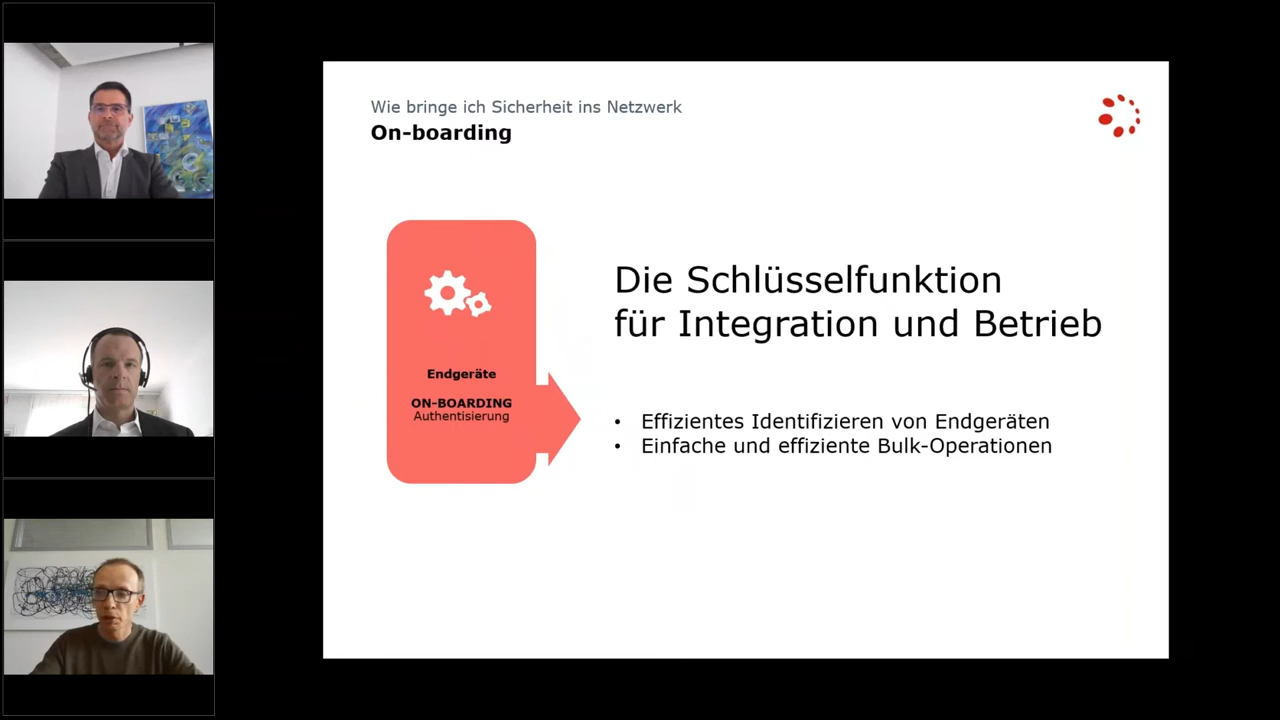 Wie bringe ich Sicherheit ins Netzwerk
On-boarding
Endgeräte
ON-BOARDING
Authentisierung
Die Schlüsselfunktion
für Integration und Betrieb
• Effizientes Identifizieren von Endgeräten
• Einfache und effiziente Bulk-Operationen